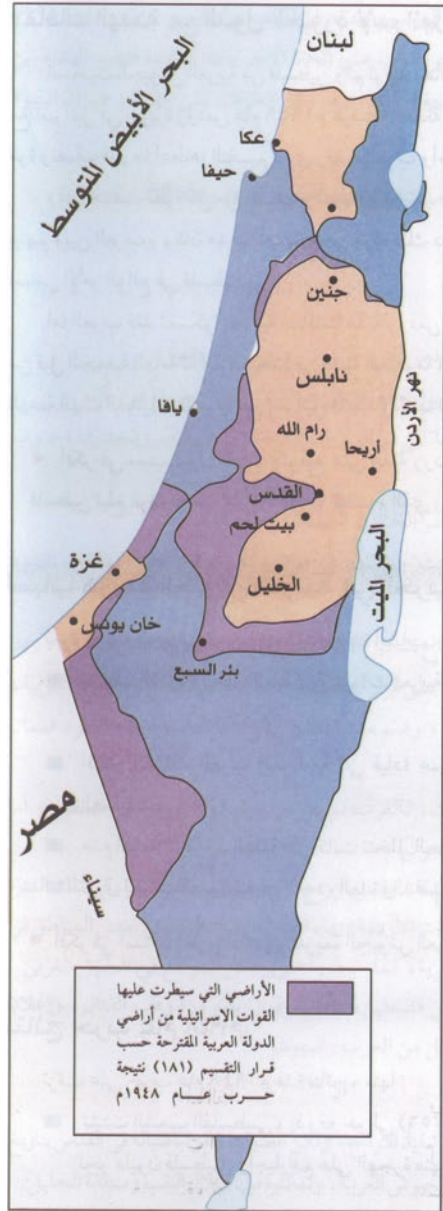 لبنان
البحر الأبيض المتوسط
عكا
حيفا
جنين
نابلس
نهر الأردن
يافا
رام الله
أريحا
القدس
بيت لحم
البحر الميت
الخليل
غزة
خان يونس
بئر السبع
مصر
سيناء
الأراضي التي سيطرت عليها
القوات الاسرائيلية من أراضي
الدولة العربية المقترحة حسب
قرار التقسيم (١٨١) نتيجة
حرب عام ١٩٤٨م